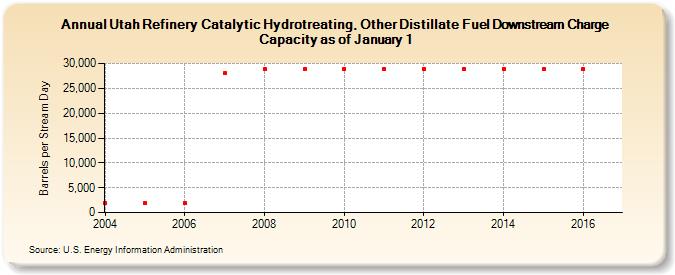 Annual Utah Refinery Catalytic Hydrotreating, Other Distillate Fuel Downstream Charge
Capacity as of January 1
Barrels per Stream Day
30,000
25,000
20,000
15,000
10,000
5,000
0
2004 2006 2008 2010 2012 2014 2016
Source: U.S. Energy Information Administration